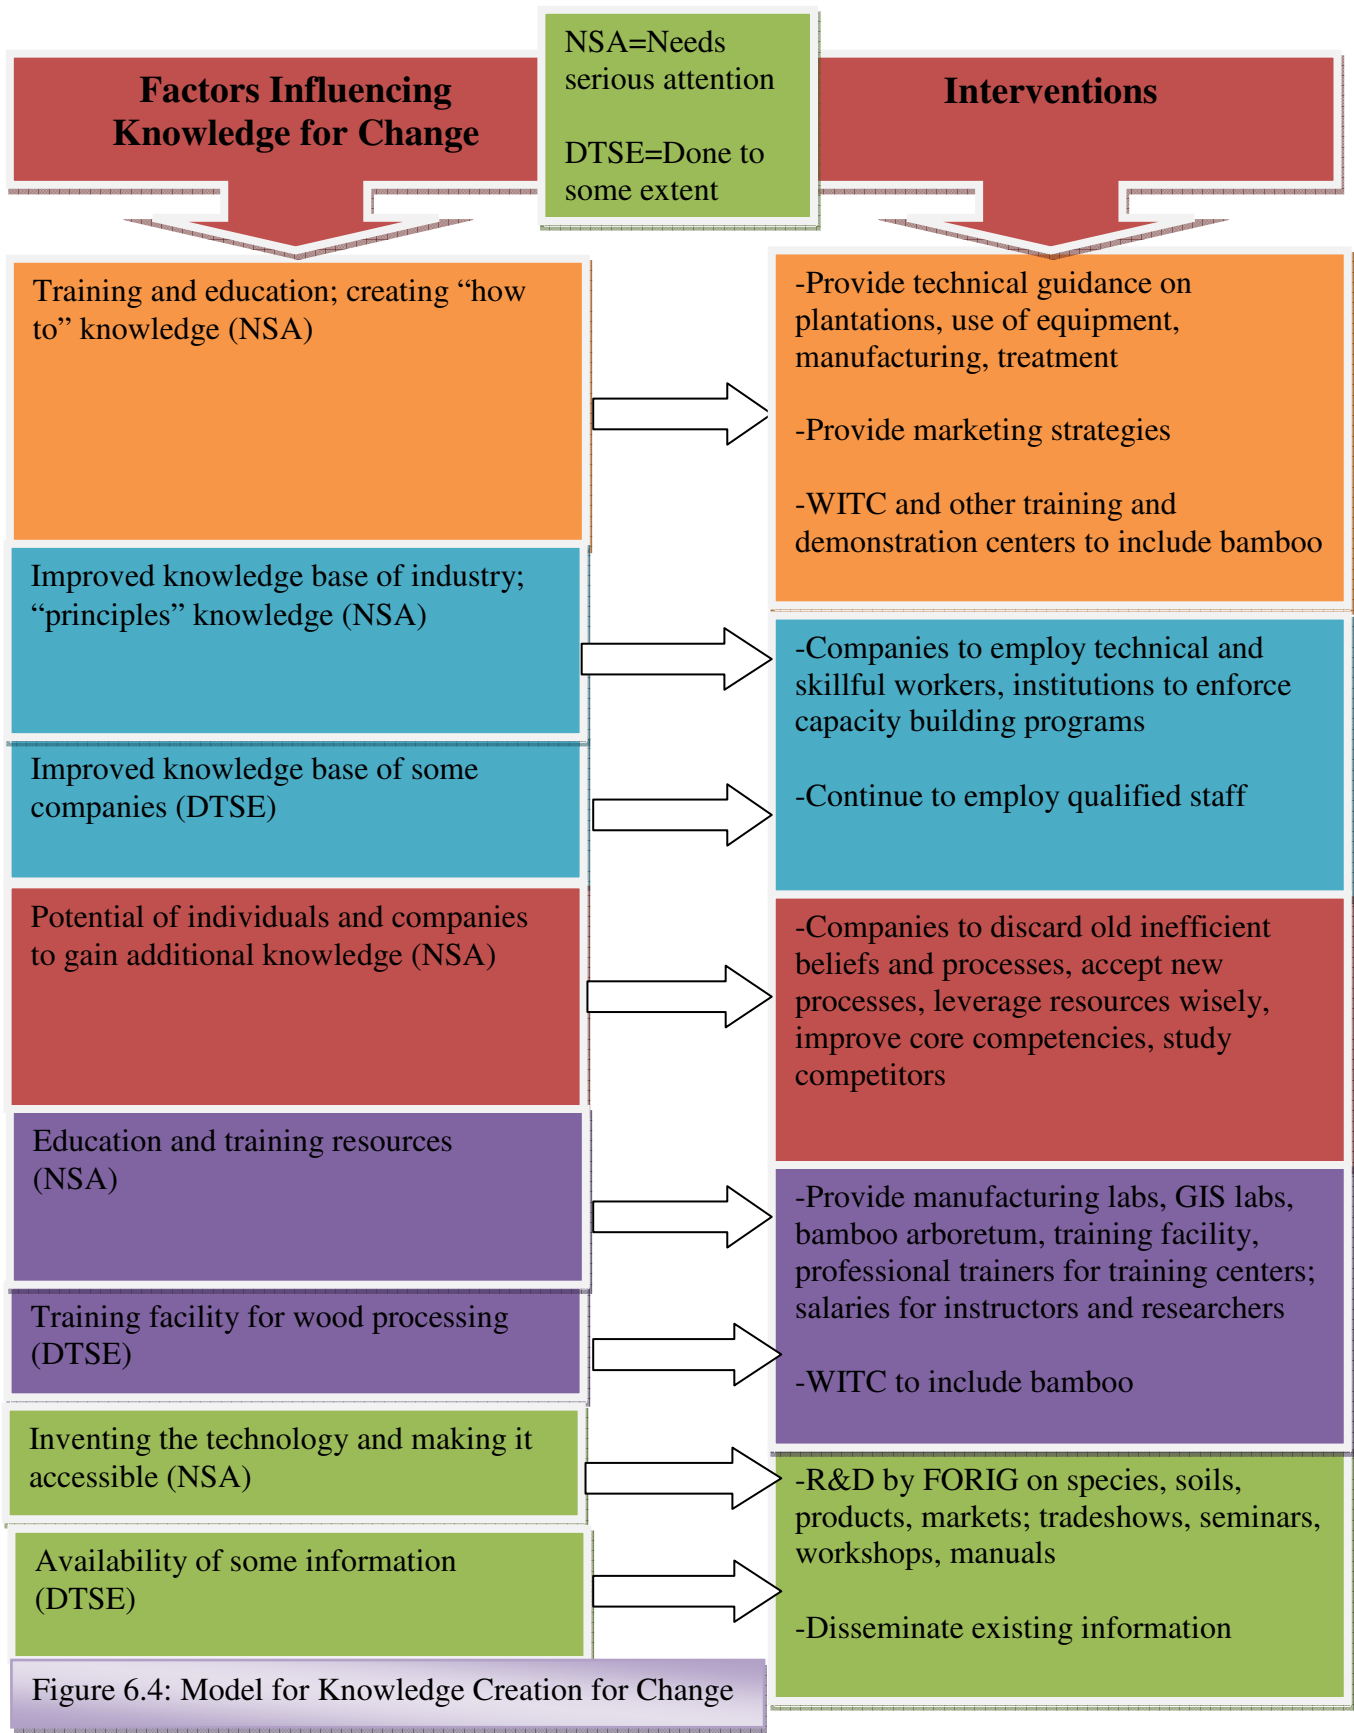 Factors Influencing
Knowledge for Change
NSA=Needs
serious attention
DTSE=Done to
some extent
Interventions
Training and education; creating “how
to” knowledge (NSA)
-Provide technical guidance on
plantations, use of equipment,
manufacturing, treatment
-Provide marketing strategies
-WITC and other training and
demonstration centers to include bamboo
Improved knowledge base of industry;
“principles” knowledge (NSA)
Improved knowledge base of some
companies (DTSE)
-Companies to employ technical and
skillful workers, institutions to enforce
capacity building programs
-Continue to employ qualified staff
Potential of individuals and companies
to gain additional knowledge (NSA)
-Companies to discard old inefficient
beliefs and processes, accept new
processes, leverage resources wisely,
improve core competencies, study
competitors
Education and training resources
(NSA)
Training facility for wood processing
(DTSE)
-Provide manufacturing labs, GIS labs,
bamboo arboretum, training facility,
professional trainers for training centers;
salaries for instructors and researchers
-WITC to include bamboo
Inventing the technology and making it
accessible (NSA)
Availability of some information
(DTSE)
-R&D by FORIG on species, soils,
products, markets; tradeshows, seminars,
workshops, manuals
-Disseminate existing information
Figure 6.4: Model for Knowledge Creation for Change